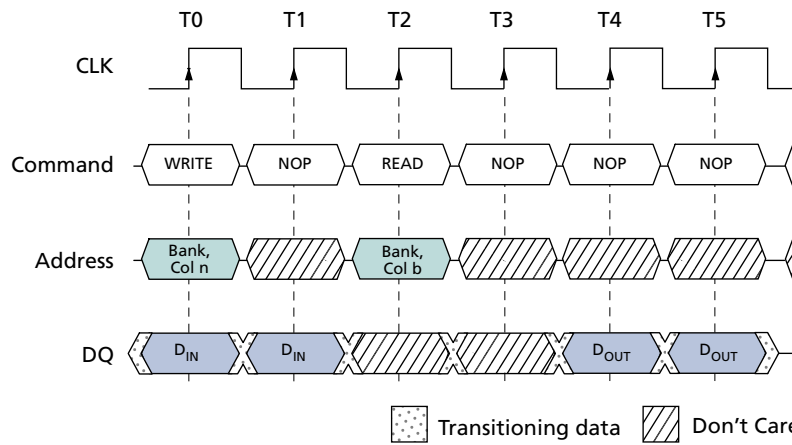 T0 T1 T2 T3 T4 T5
CLK
Command WRITE NOP READ NOP NOP NOP
Address Bank, Col n Bank, Col b
DQ DIN DIN DOUT DOUT
Transitioning data Don't Care